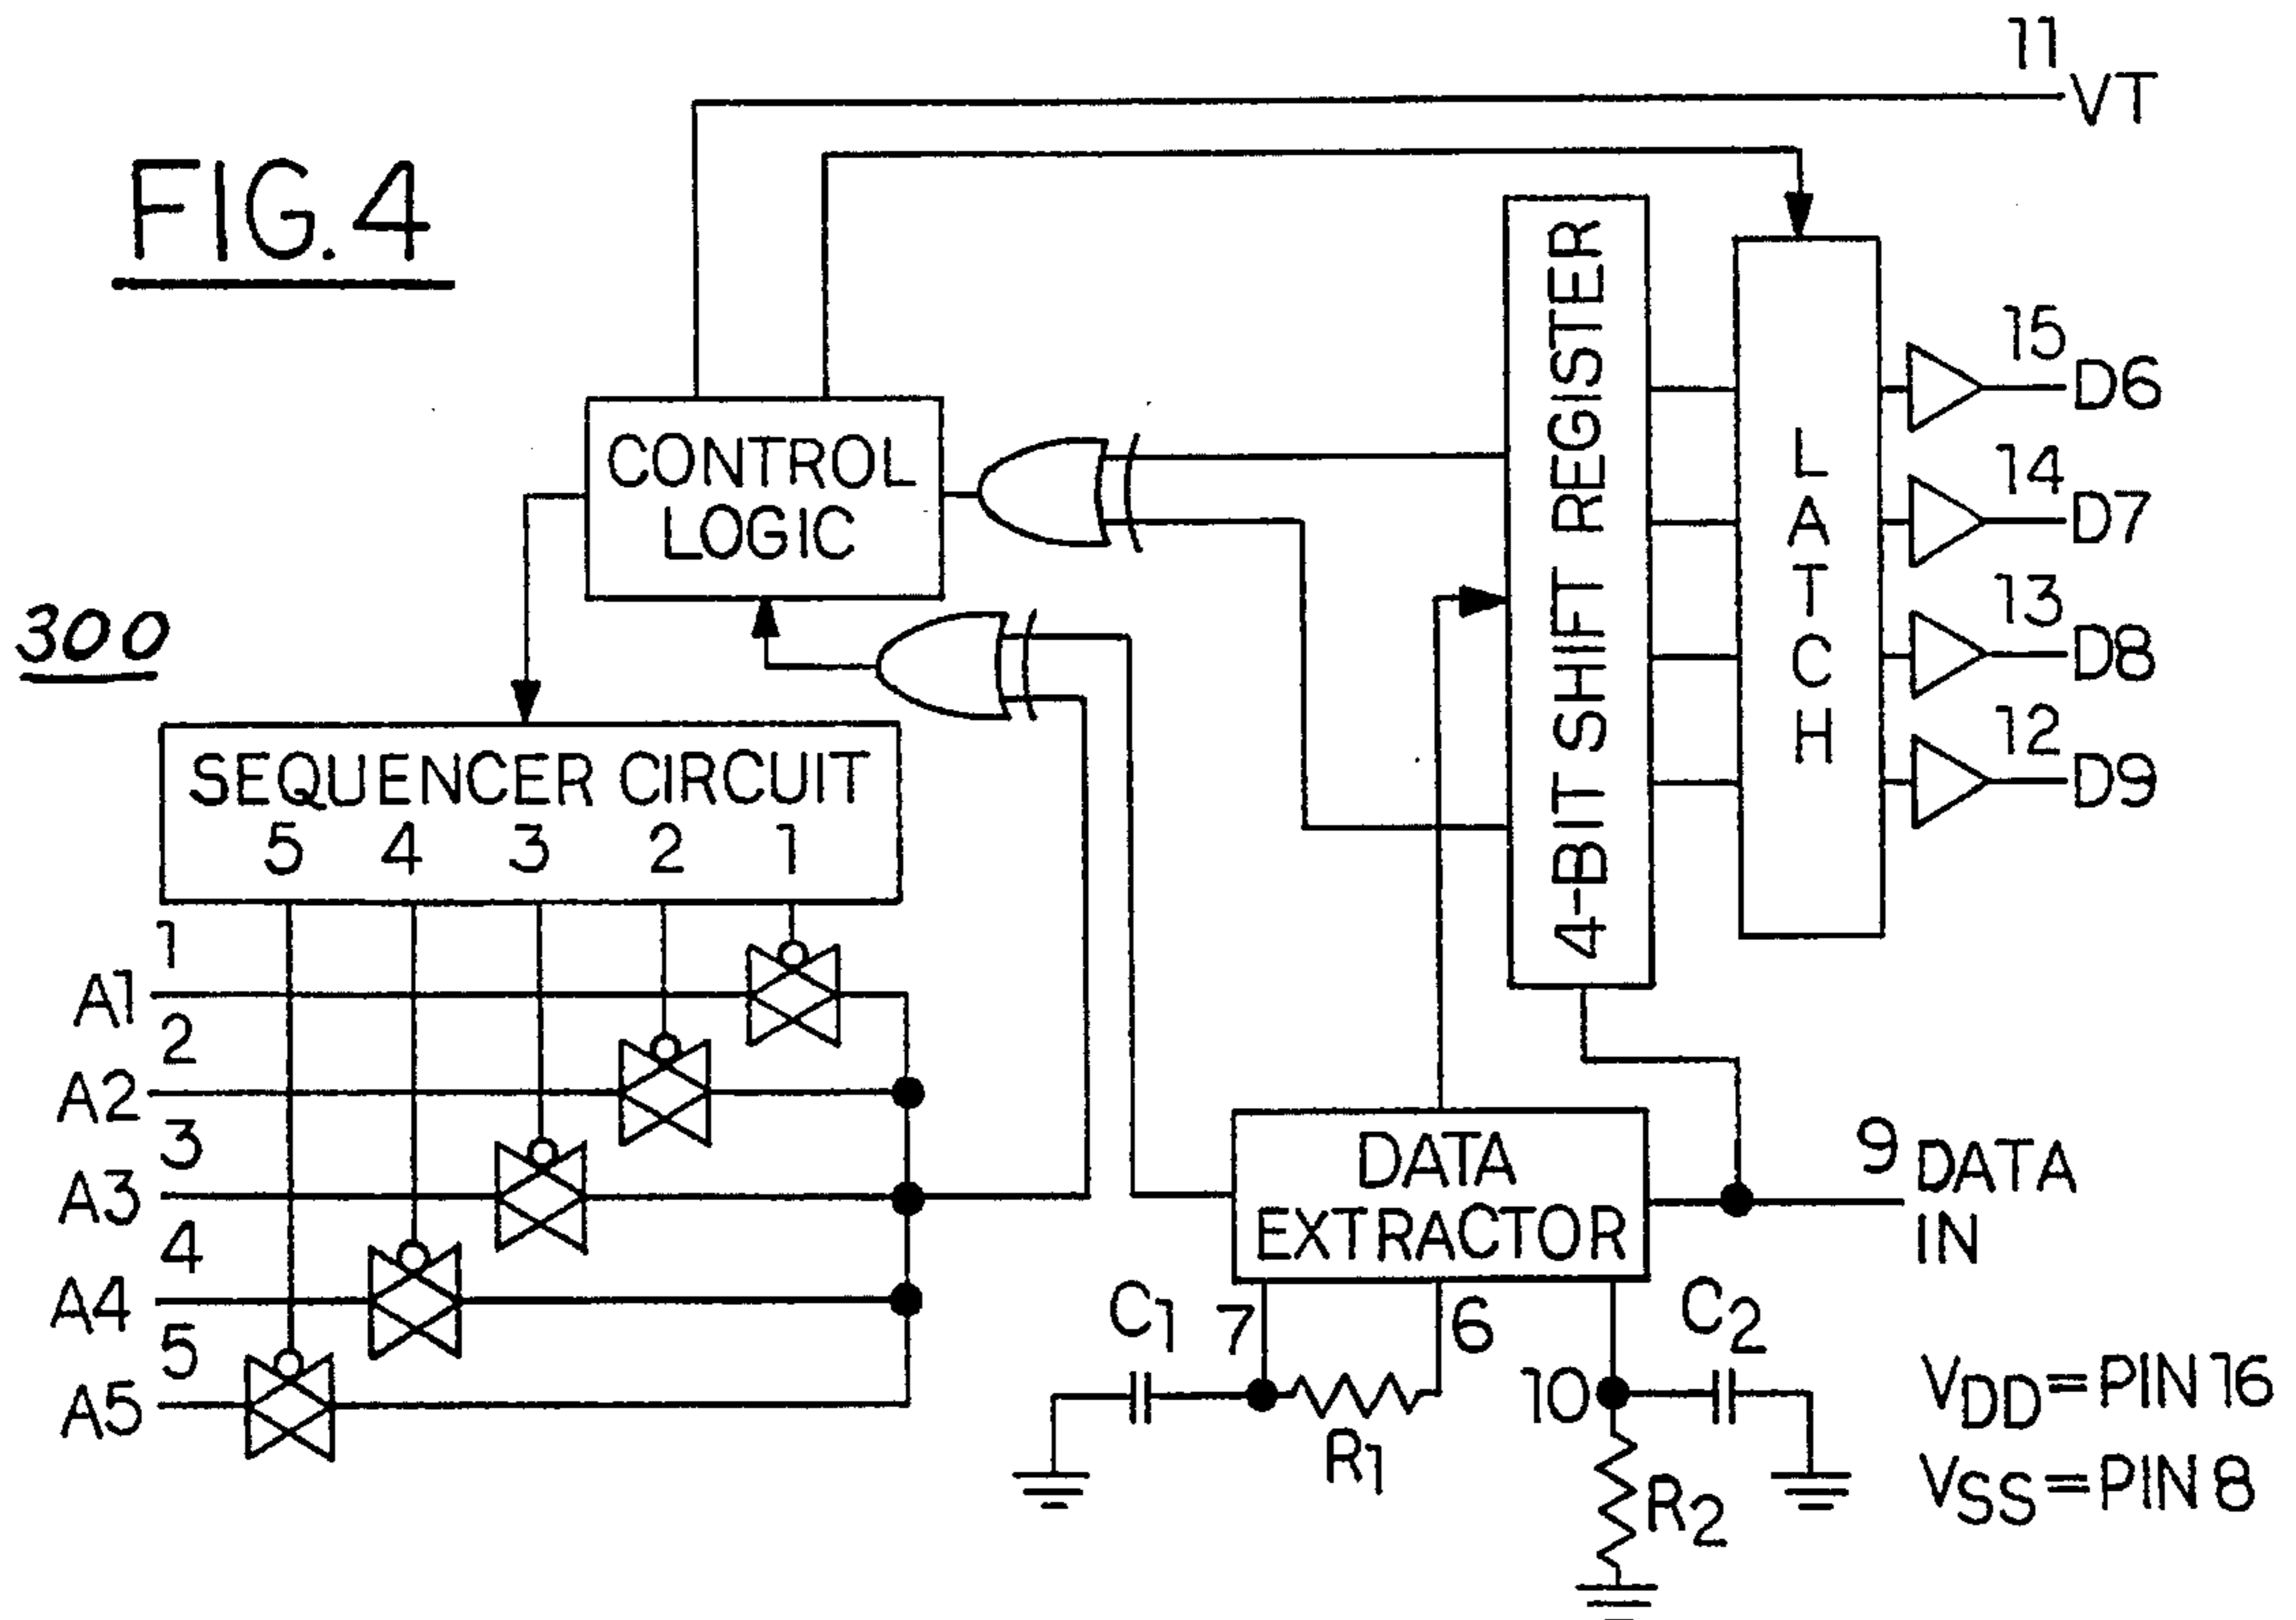 11
VT
FIG. 4
15
D6
14
D7
13
D8
12
D9
CONTROL
LOGIC
4-BIT SHIFT REGISTER
LATCH
300
SEQUENCER CIRCUIT
5 4 3 2 1
1
A1
2
A2
3
A3
4
A4
5
A5
DATA
EXTRACTOR
9
DATA
IN
C1
7
6
C2
10
R1
R2
VDD=PIN 16
VSS=PIN 8